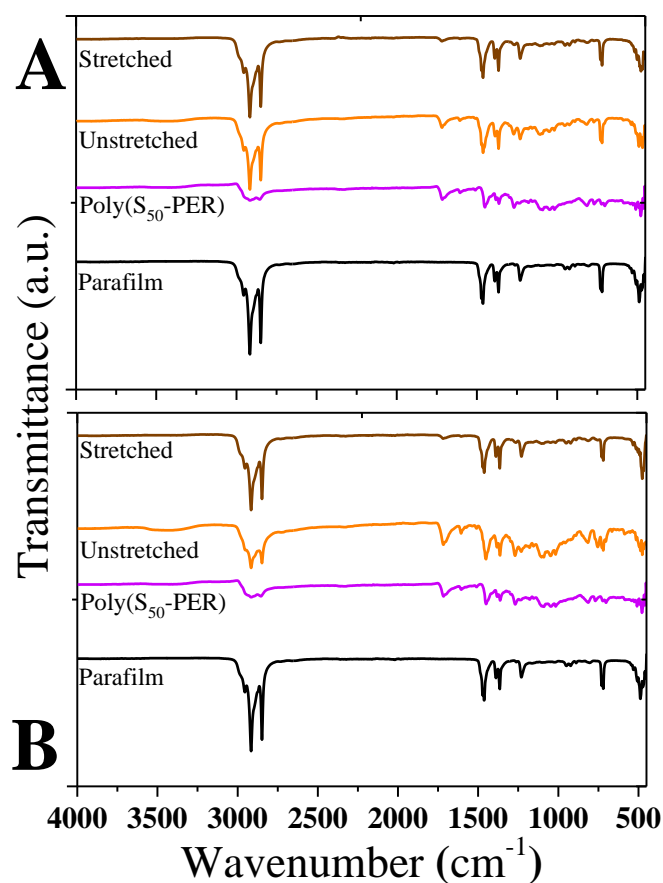 A
Stretched
Unstretched
Poly(S₅₀-PER)
Parafilm
Transmittance (a.u.)
Stretched
Unstretched
Poly(S₅₀-PER)
Parafilm
B
4000 3500 3000 2500 2000 1500 1000 500
Wavenumber (cm⁻¹)